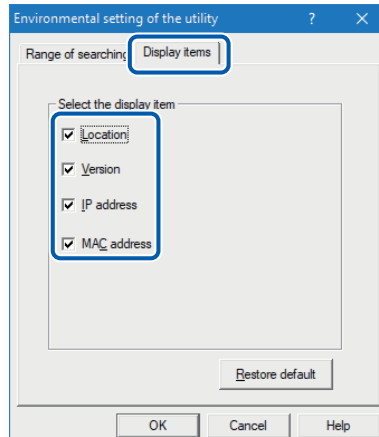 Environmental setting of the utility ? ×
Range of searching Display items
Select the display item
Location
Version
IP address
MAC address
Restore default
OK Cancel Help